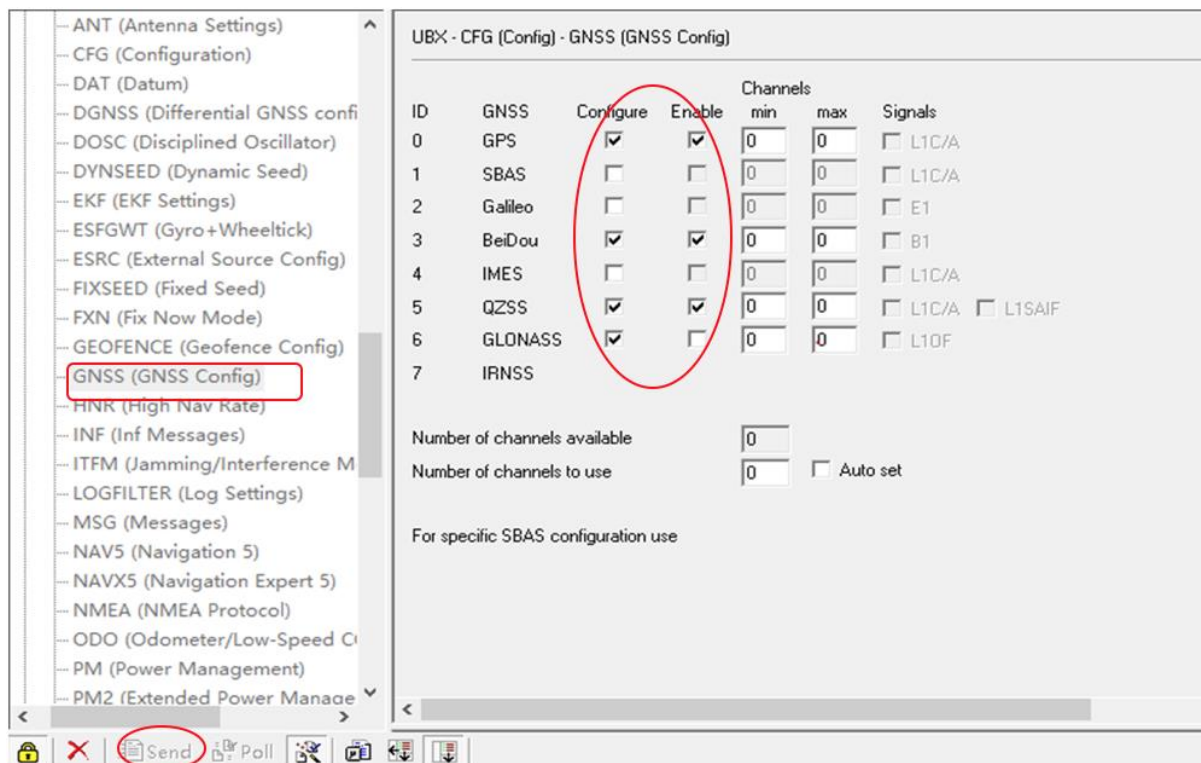 ANT (Antenna Settings)
CFG (Configuration)
DAT (Datum)
DGNSS (Differential GNSS confi
DOSC (Disciplined Oscillator)
DYNSEED (Dynamic Seed)
EKF (EKF Settings)
ESFGWT (Gyro+Wheeltick)
ESRC (External Source Config)
FIXSEED (Fixed Seed)
FXN (Fix Now Mode)
GEOFENCE (Geofence Config)
GNSS (GNSS Config)
HNR (High Nav Rate)
INF (Inf Messages)
ITFM (Jamming/Interference M
LOGFILTER (Log Settings)
MSG (Messages)
NAV5 (Navigation 5)
NAVX5 (Navigation Expert 5)
NMEA (NMEA Protocol)
ODO (Odometer/Low-Speed C
PM (Power Management)
PM2 (Extended Power Manage
Send Poll
UBX - CFG (Config) - GNSS (GNSS Config)
Channels
ID GNSS Configure Enable min max Signals
0 GPS 0 0 L1C/A
1 SBAS 0 0 L1C/A
2 Galileo 0 0 E1
3 BeiDou 0 0 B1
4 IMES 0 0 L1C/A
5 QZSS 0 0 L1C/A L1SAIF
6 GLONASS 0 0 L1OF
7 IRNSS
Number of channels available 0
Number of channels to use 0 Auto set
For specific SBAS configuration use